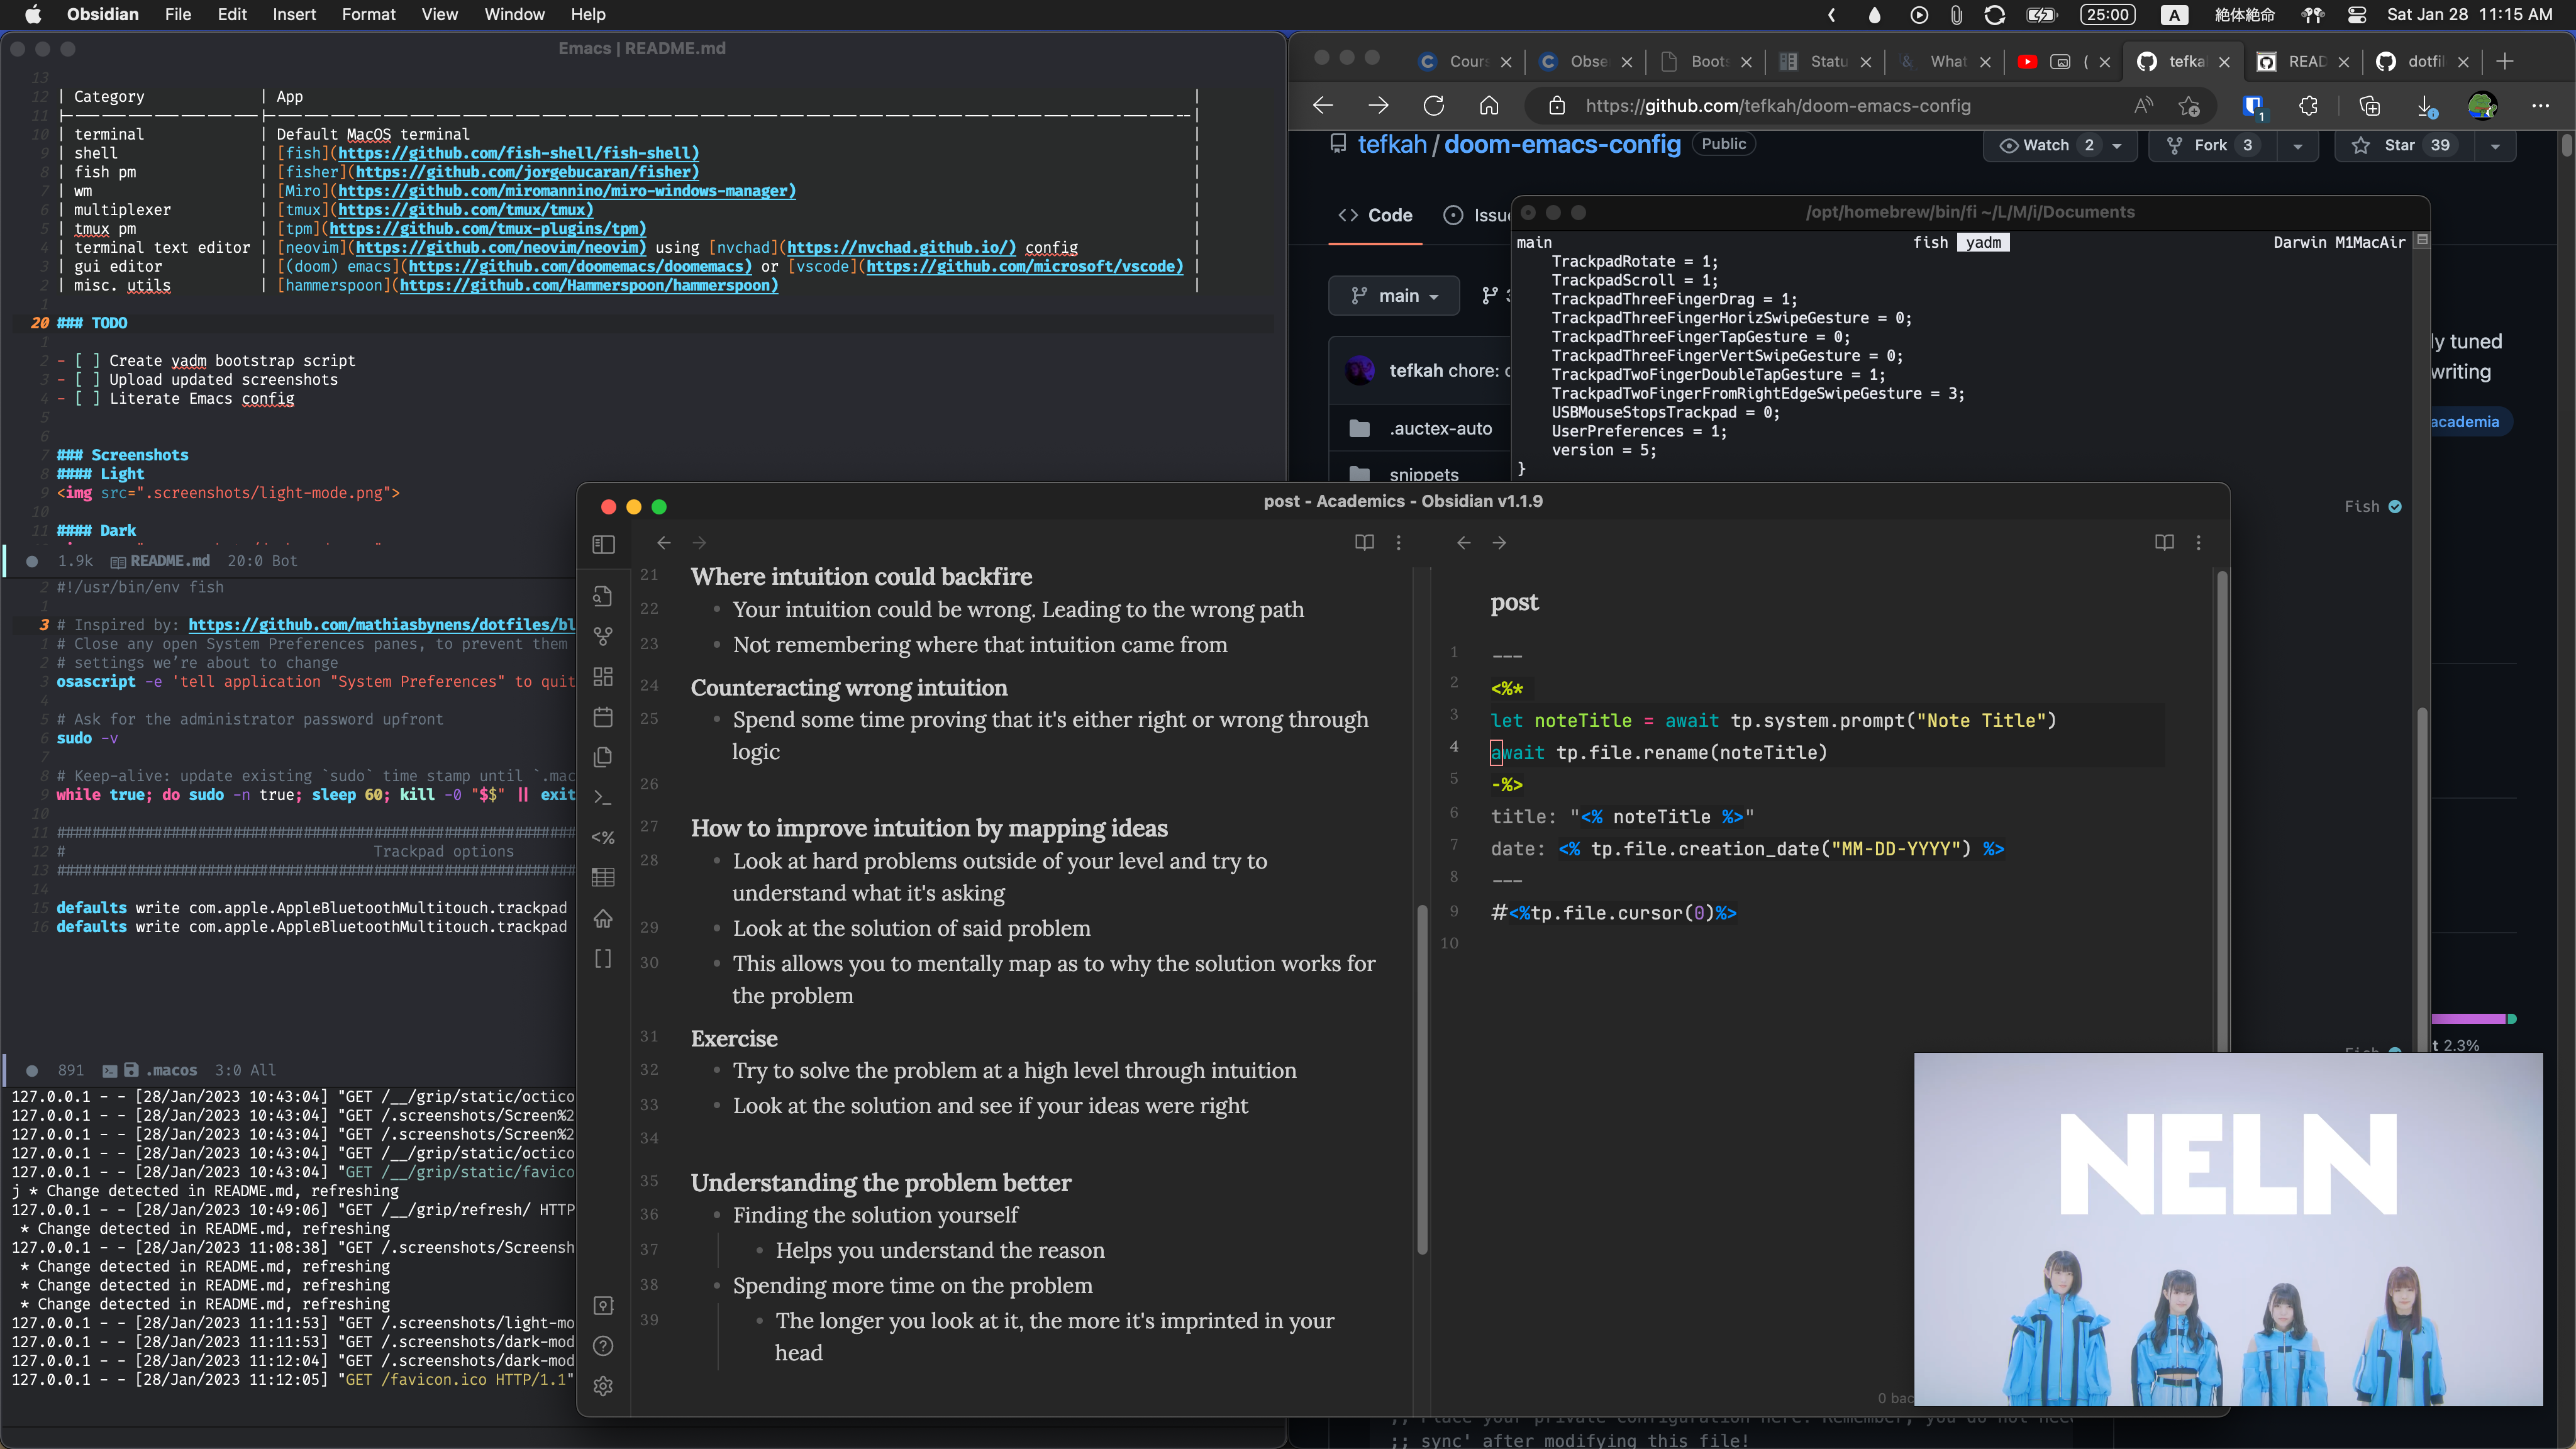 Obsidian File Edit Insert Format View Window Help
25:00 A 絶体絶命 Sat Jan 28 11:15 AM
Emacs | README.md
13
12 | Category | App |
11
10 | terminal | Default MacOS terminal |
9 | shell | [fish](https://github.com/fish-shell/fish-shell) |
8 | fish pm | [fisher](https://github.com/jorgebucaran/fisher) |
7 | wm | [Miro](https://github.com/miromannino/miro-windows-manager) |
6 | multiplexer | [tmux](https://github.com/tmux/tmux) |
5 | tmux pm | [tpm](https://github.com/tmux-plugins/tpm) |
4 | terminal text editor | [neovim](https://github.com/neovim/neovim) using [nvchad](https://nvchad.github.io/) config |
3 | gui editor | [(doom) emacs](https://github.com/doomemacs/doomemacs) or [vscode](https://github.com/microsoft/vscode) |
2 | misc. utils | [hammerspoon](https://github.com/Hammerspoon/hammerspoon) |
1
20 ### TODO
1
2 - [ ] Create yadm bootstrap script
3 - [ ] Upload updated screenshots
4 - [ ] Literate Emacs config
5
6
7 ### Screenshots
8 #### Light
9 <img src=".screenshots/light-mode.png">
10
11 #### Dark
1.9k README.md 20:0 Bot
2 #!/usr/bin/env fish
1
3 # Inspired by: https://github.com/mathiasbynens/dotfiles/bl
1 # Close any open System Preferences panes, to prevent them
2 # settings we're about to change
3 osascript -e 'tell application "System Preferences" to quit
4
5 # Ask for the administrator password upfront
6 sudo -v
7
8 # Keep-alive: update existing `sudo` time stamp until `.mac
9 while true; do sudo -n true; sleep 60; kill -0 "$$" || exit
10
11 ############################################################
12 # Trackpad options
13 ############################################################
14
15 defaults write com.apple.AppleBluetoothMultitouch.trackpad
16 defaults write com.apple.AppleBluetoothMultitouch.trackpad
891 .macos 3:0 All
127.0.0.1 - - [28/Jan/2023 10:43:04] "GET /__/grip/static/octico
127.0.0.1 - - [28/Jan/2023 10:43:04] "GET /.screenshots/Screen%2
127.0.0.1 - - [28/Jan/2023 10:43:04] "GET /.screenshots/Screen%2
127.0.0.1 - - [28/Jan/2023 10:43:04] "GET /__/grip/static/octico
127.0.0.1 - - [28/Jan/2023 10:43:04] "GET /__/grip/static/favico
j * Change detected in README.md, refreshing
127.0.0.1 - - [28/Jan/2023 10:49:06] "GET /__/grip/refresh/ HTTP
* Change detected in README.md, refreshing
127.0.0.1 - - [28/Jan/2023 11:08:38] "GET /.screenshots/Screensh
* Change detected in README.md, refreshing
* Change detected in README.md, refreshing
* Change detected in README.md, refreshing
127.0.0.1 - - [28/Jan/2023 11:11:53] "GET /.screenshots/light-mo
127.0.0.1 - - [28/Jan/2023 11:11:53] "GET /.screenshots/dark-mod
127.0.0.1 - - [28/Jan/2023 11:12:04] "GET /.screenshots/dark-mod
127.0.0.1 - - [28/Jan/2023 11:12:05] "GET /favicon.ico HTTP/1.1"
Cours Obse Boots Statu What ( tefka READ dotfil
https://github.com/tefkah/doom-emacs-config
1
tefkah / doom-emacs-config Public Watch 2 Fork 3 Star 39
Code Issu
main
tefkah chore:
.auctex-auto
snippets
ly tuned
writing
academia
t 2.3%
;; sync' after modifying this file!
/opt/homebrew/bin/fi ~/L/M/i/Documents
main fish yadm Darwin M1MacAir
TrackpadRotate = 1;
TrackpadScroll = 1;
TrackpadThreeFingerDrag = 1;
TrackpadThreeFingerHorizSwipeGesture = 0;
TrackpadThreeFingerTapGesture = 0;
TrackpadThreeFingerVertSwipeGesture = 0;
TrackpadTwoFingerDoubleTapGesture = 1;
TrackpadTwoFingerFromRightEdgeSwipeGesture = 3;
USBMouseStopsTrackpad = 0;
UserPreferences = 1;
version = 5;
}
Fish
post - Academics - Obsidian v1.1.9
21 Where intuition could backfire
22 • Your intuition could be wrong. Leading to the wrong path
23 • Not remembering where that intuition came from
24 Counteracting wrong intuition
25 • Spend some time proving that it's either right or wrong through
logic
26
27 How to improve intuition by mapping ideas
28 • Look at hard problems outside of your level and try to
understand what it's asking
29 • Look at the solution of said problem
30 • This allows you to mentally map as to why the solution works for
the problem
31 Exercise
32 • Try to solve the problem at a high level through intuition
33 • Look at the solution and see if your ideas were right
34
35 Understanding the problem better
36 • Finding the solution yourself
37 • Helps you understand the reason
38 • Spending more time on the problem
39 • The longer you look at it, the more it's imprinted in your
head
post
1 ---
2 <%*
3 let noteTitle = await tp.system.prompt("Note Title")
4 await tp.file.rename(noteTitle)
5 -%>
6 title: "<% noteTitle %>"
7 date: <% tp.file.creation_date("MM-DD-YYYY") %>
8 ---
9 #<%tp.file.cursor(0)%>
10
0 bac
NELN